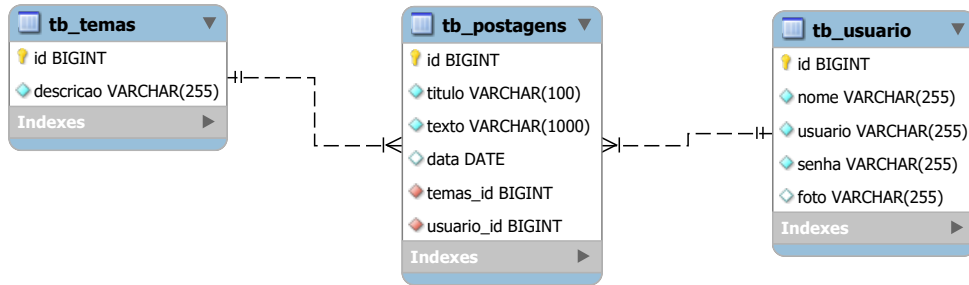 tb_temas
id BIGINT
descricao VARCHAR(255)
Indexes
tb_postagens
id BIGINT
titulo VARCHAR(100)
texto VARCHAR(1000)
data DATE
temas_id BIGINT
usuario_id BIGINT
Indexes
tb_usuario
id BIGINT
nome VARCHAR(255)
usuario VARCHAR(255)
senha VARCHAR(255)
foto VARCHAR(255)
Indexes